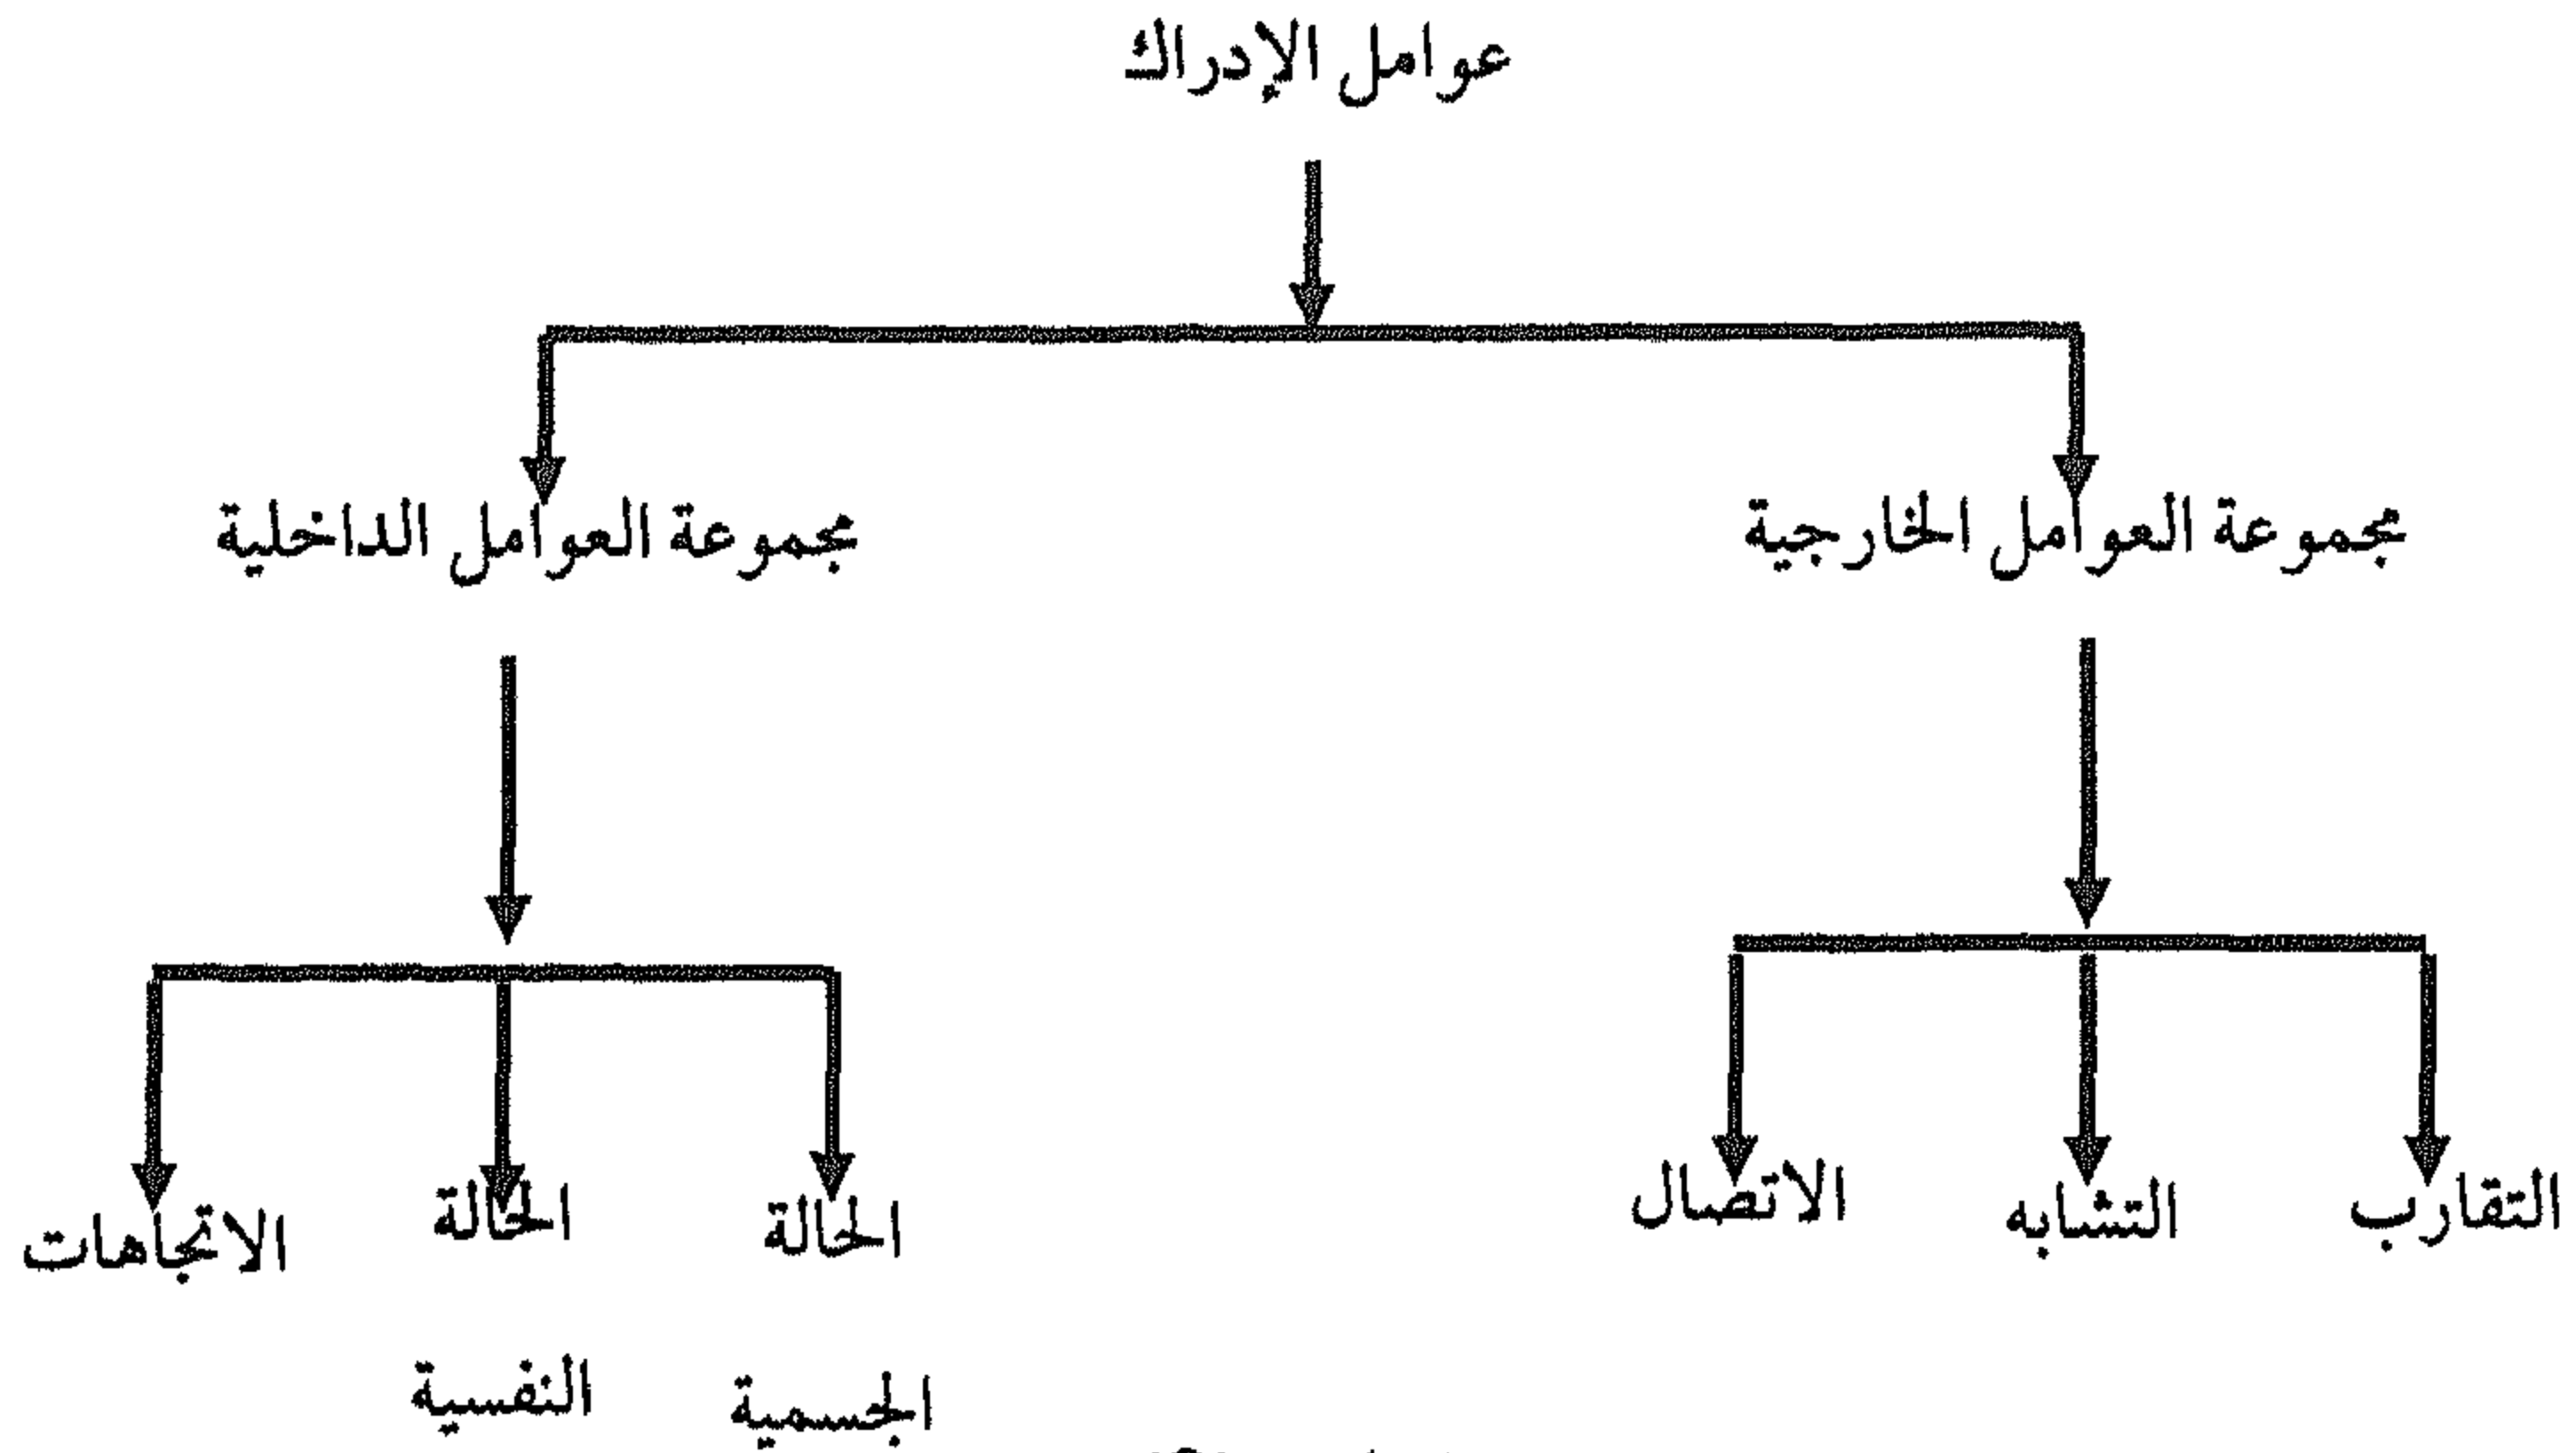 عوامل الإدراك
مجموعة العوامل الخارجية
مجموعة العوامل الداخلية
التقارب
التشابه
الاتصال
الحالة
الجسمية
الحالة
النفسية
الاتجاهات